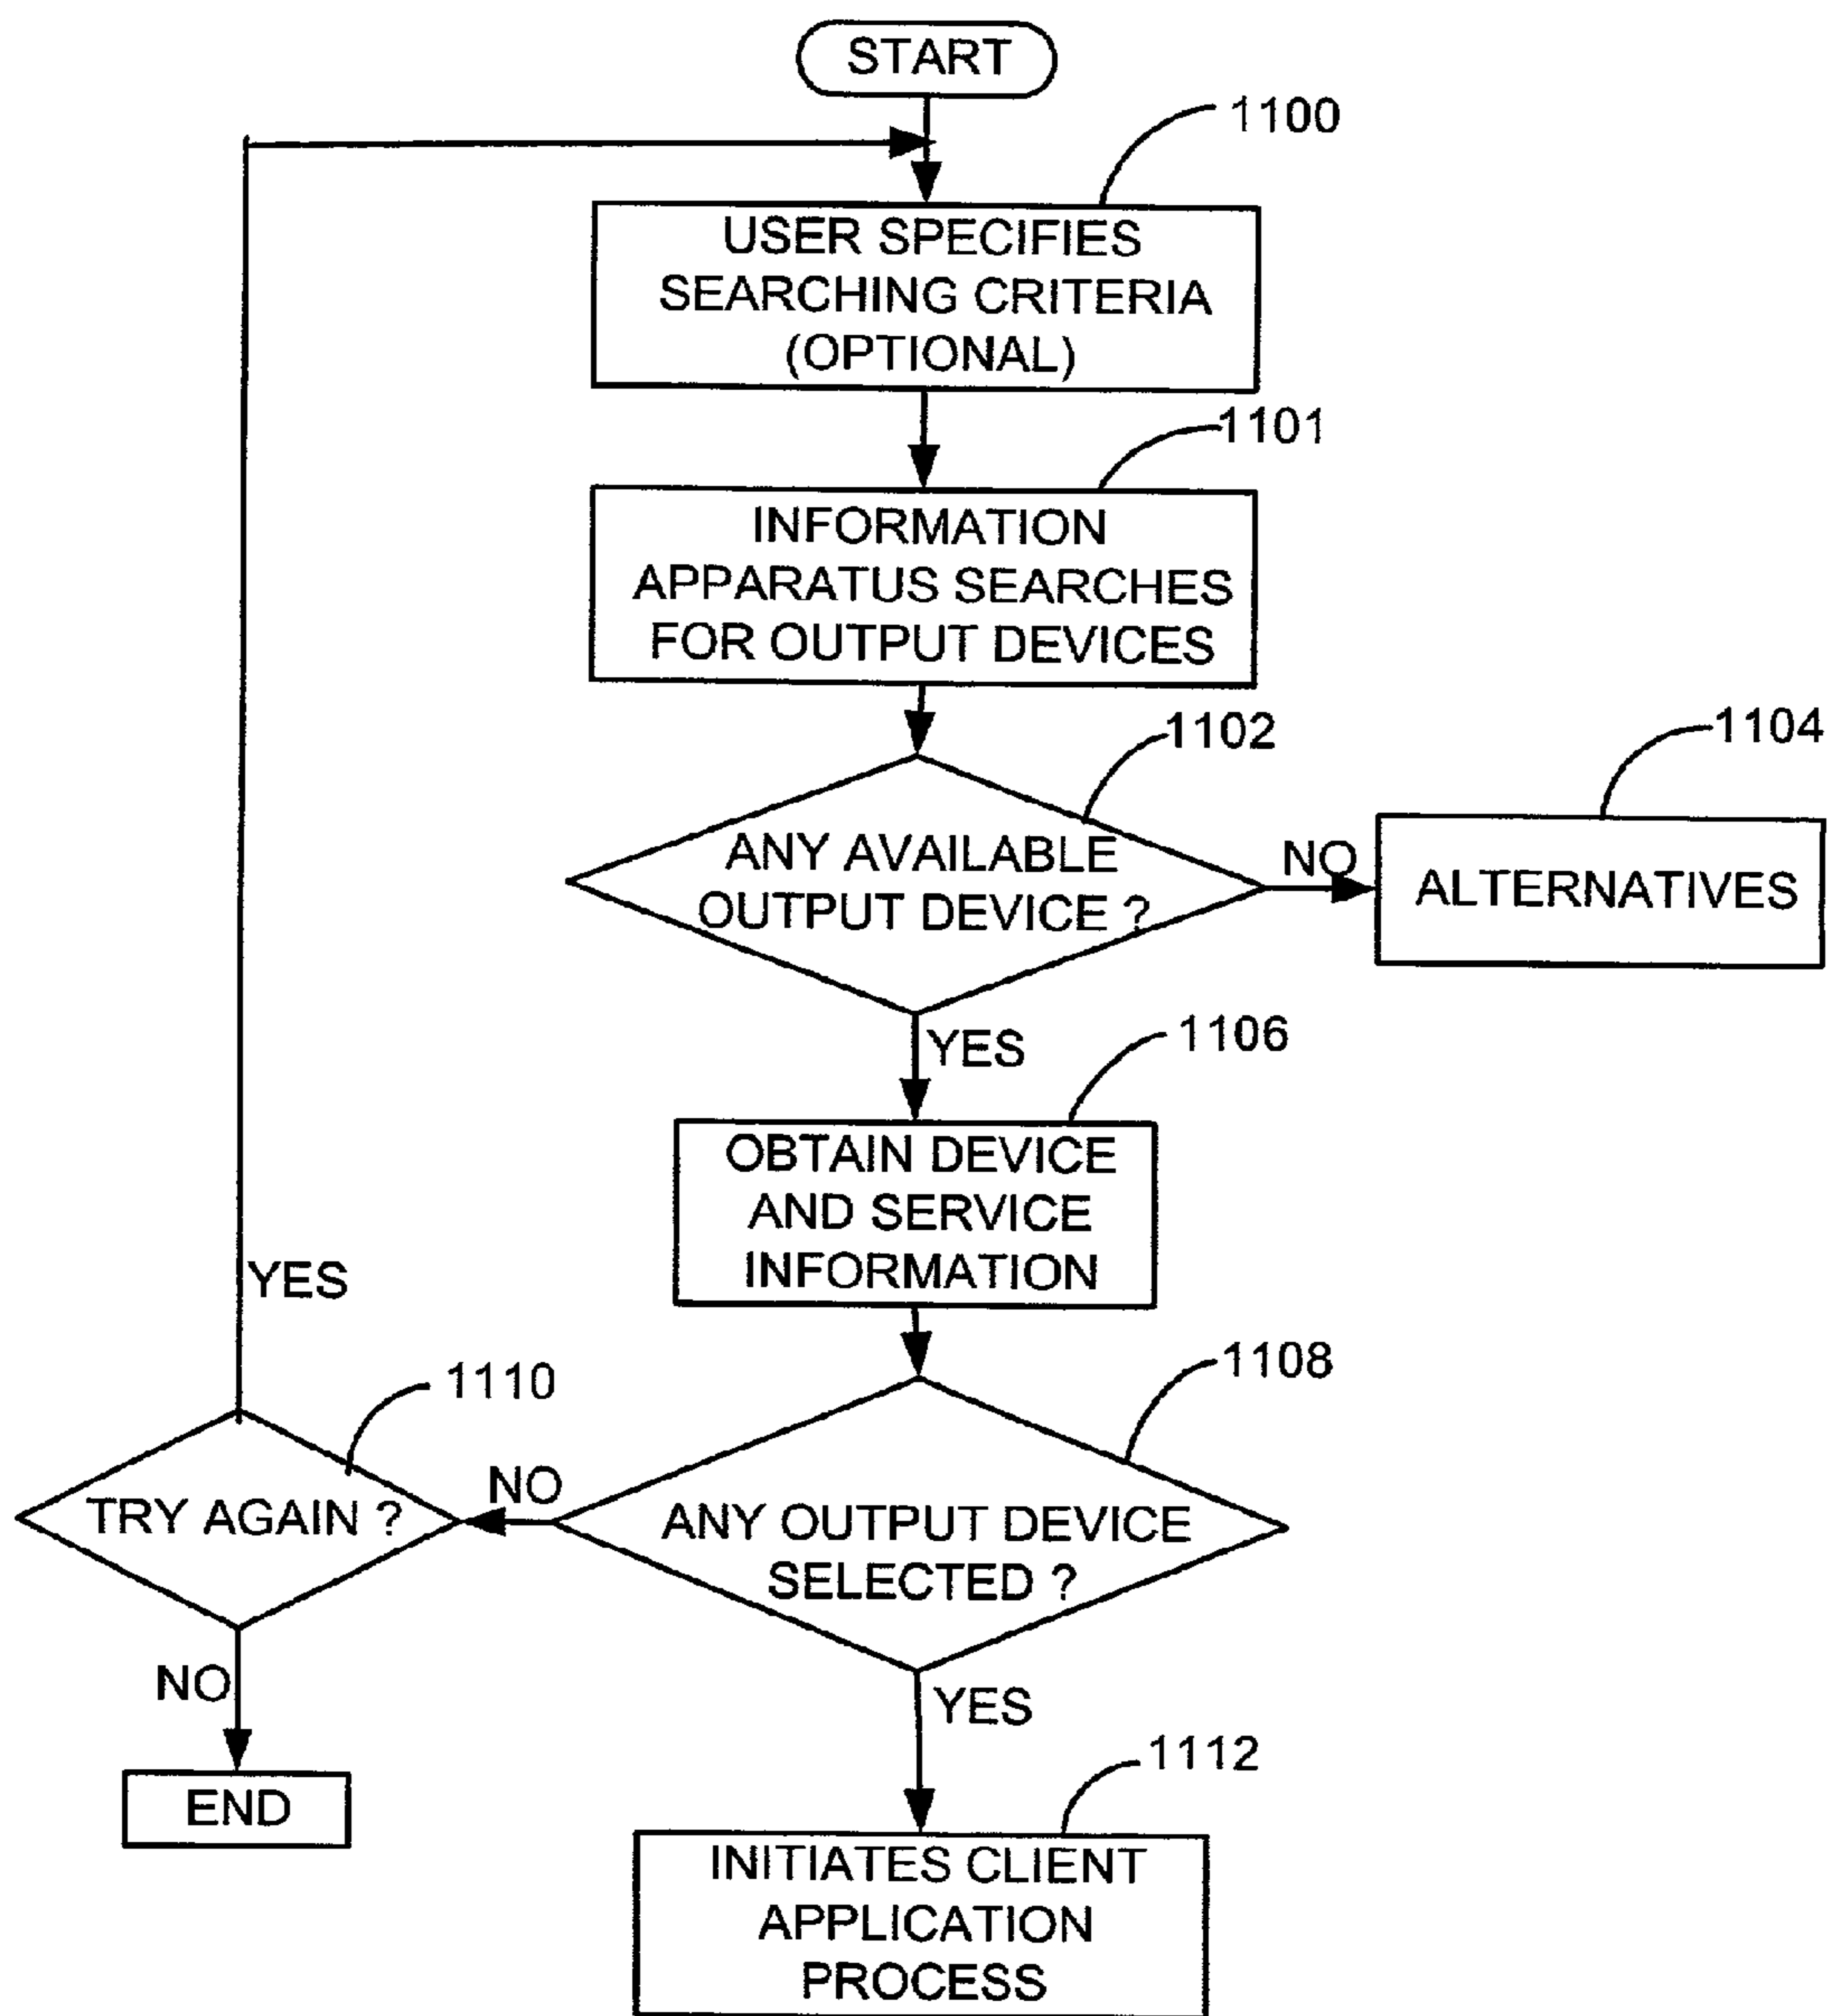 START
1100
USER SPECIFIES
SEARCHING CRITERIA
(OPTIONAL)
1101
INFORMATION
APPARATUS SEARCHES
FOR OUTPUT DEVICES
1102
1104
ANY AVAILABLE
OUTPUT DEVICE ?
NO
ALTERNATIVES
YES
1106
OBTAIN DEVICE
AND SERVICE
INFORMATION
YES
1108
1110
TRY AGAIN ?
NO
ANY OUTPUT DEVICE
SELECTED ?
NO
YES
END
1112
INITIATES CLIENT
APPLICATION
PROCESS